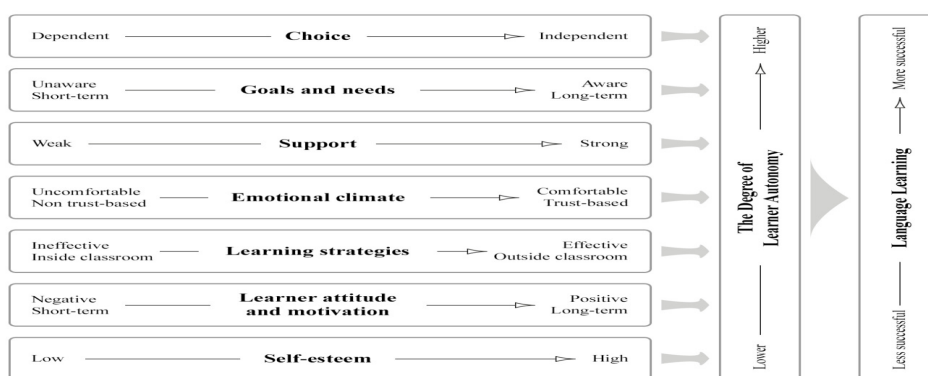 Dependent Choice Independent
Unaware Short-term Goals and needs Aware Long-term
Weak Support Strong
Uncomfortable Non trust-based Emotional climate Comfortable Trust-based
Ineffective Inside classroom Learning strategies Effective Outside classroom
Negative Short-term Learner attitude and motivation Positive Long-term
Low Self-esteem High
Lower
The Degree of
Learner Autonomy
Higher
Less successful
Language Learning
More successful